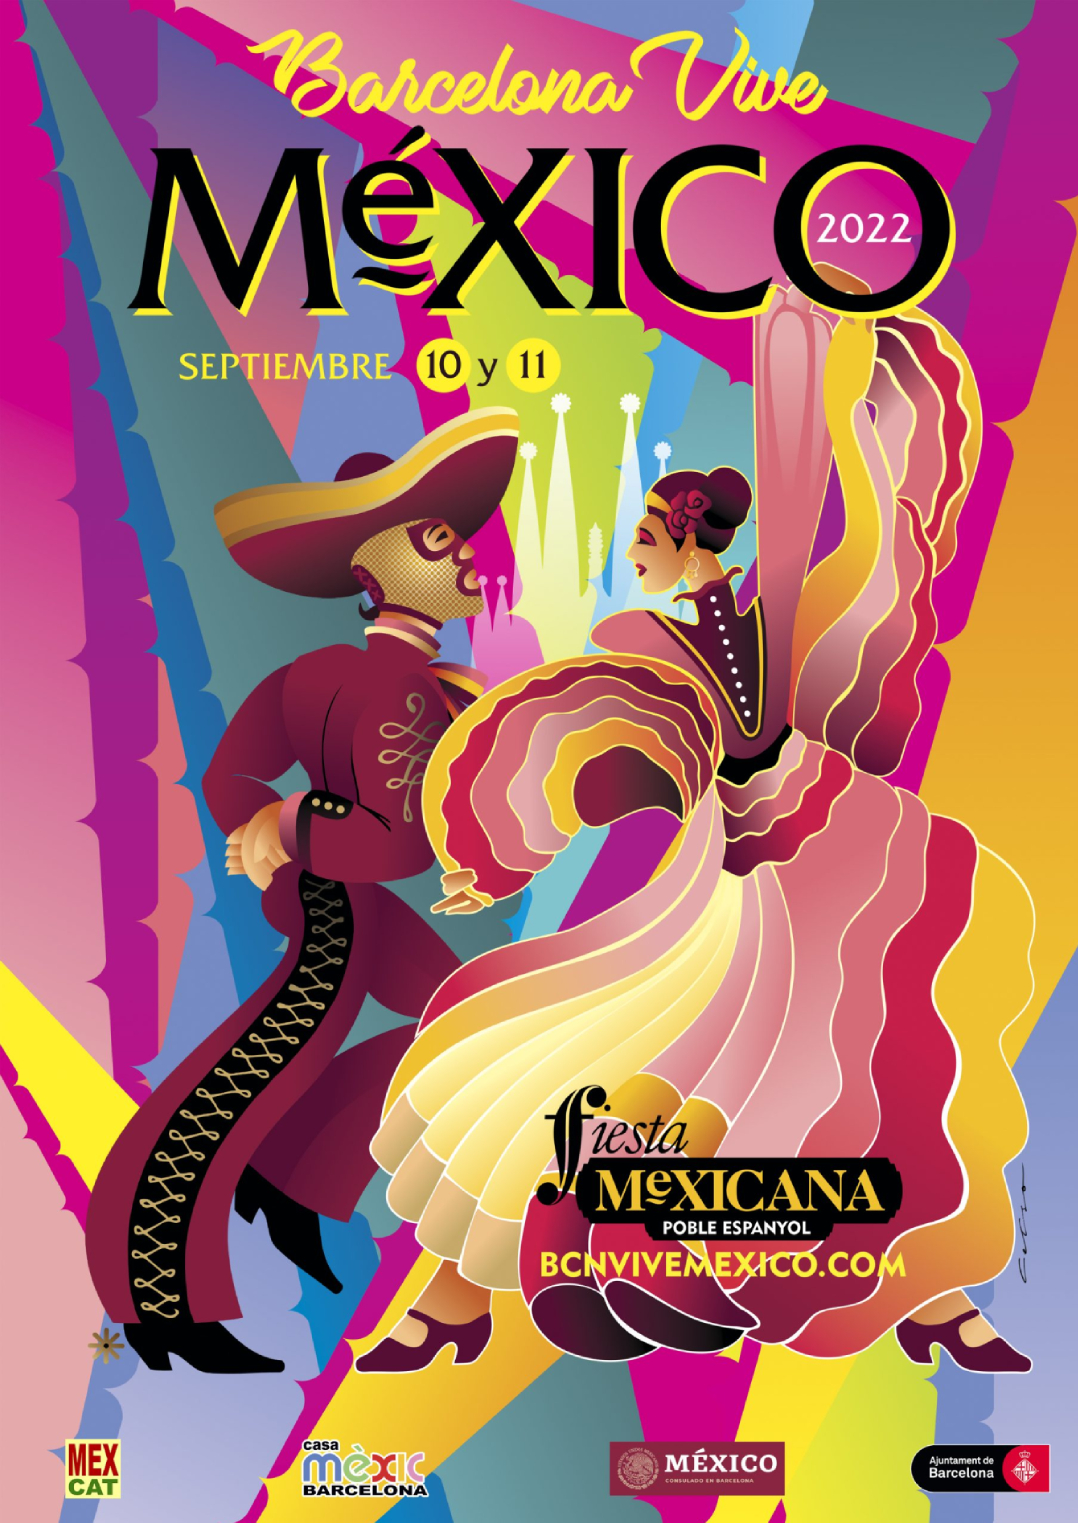 Barcelona Vive
MéXICO
2022
SEPTIEMBRE 10 y 11
fiesta
MeXICANA
POBLE ESPANYOL
BCNVIVEMEXICO.COM
MEX
CAT
casa
mèxic
BARCELONA
MÉXICO
CONSULADO EN BARCELONA
Ajuntament de
Barcelona